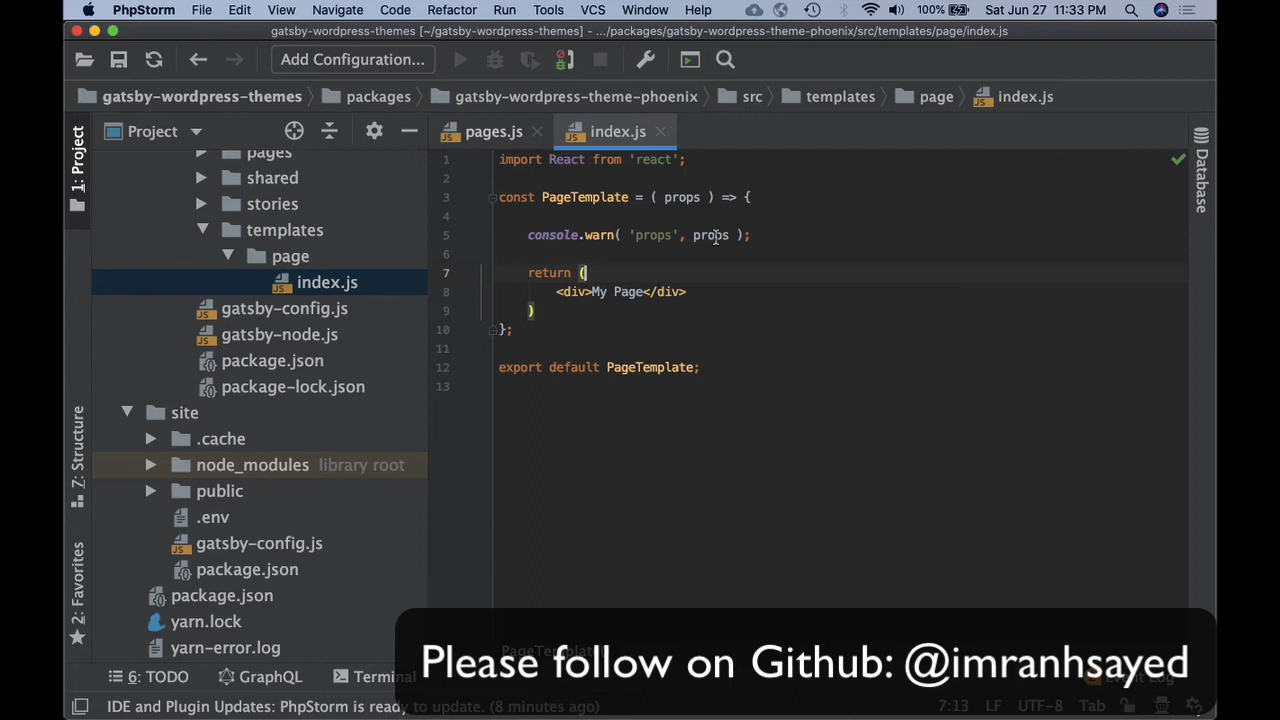 PhpStorm File Edit View Navigate Code Refactor Run Tools VCS Window Help 100% Sat Jun 27 11:33 PM
gatsby-wordpress-themes [~/gatsby-wordpress-themes] - .../packages/gatsby-wordpress-theme-phoenix/src/templates/page/index.js
Add Configuration...
gatsby-wordpress-themes packages gatsby-wordpress-theme-phoenix src templates page index.js
1: Project
Project
pages
shared
stories
templates
page
index.js
gatsby-config.js
gatsby-node.js
package.json
package-lock.json
site
.cache
node_modules library root
public
.env
gatsby-config.js
package.json
package.json
yarn.lock
yarn-error.log
7: Structure
2: Favorites
pages.js index.js
1 import React from 'react';
2
3 const PageTemplate = ( props ) => {
4
5 console.warn( 'props', props );
6
7 return (
8 <div>My Page</div>
9 )
10 };
11
12 export default PageTemplate;
13
Database
PageTemplate
Please follow on Github: @imranhsayed
6: TODO GraphQL Terminal Event Log
IDE and Plugin Updates: PhpStorm is ready to update. (8 minutes ago) 7:13 LF UTF-8 Tab